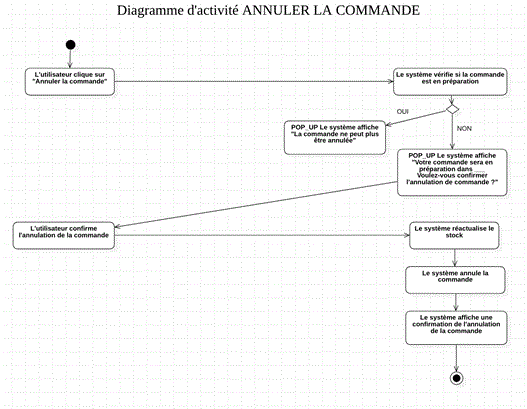 Diagramme d'activité ANNULER LA COMMANDE
L'utilisateur clique sur
"Annuler la commande"
Le système vérifie si la commande
est en préparation
OUI
NON
POP_UP Le système affiche
"La commande ne peut plus
être annulée"
POP_UP Le système affiche
"Votre commande sera en
préparation dans ___
Voulez-vous confirmer
l'annulation de commande ?"
L'utilisateur confirme
l'annulation de la commande
Le système réactualise le
stock
Le système annule la
commande
Le système affiche une
confirmation de l'annulation
de la commande